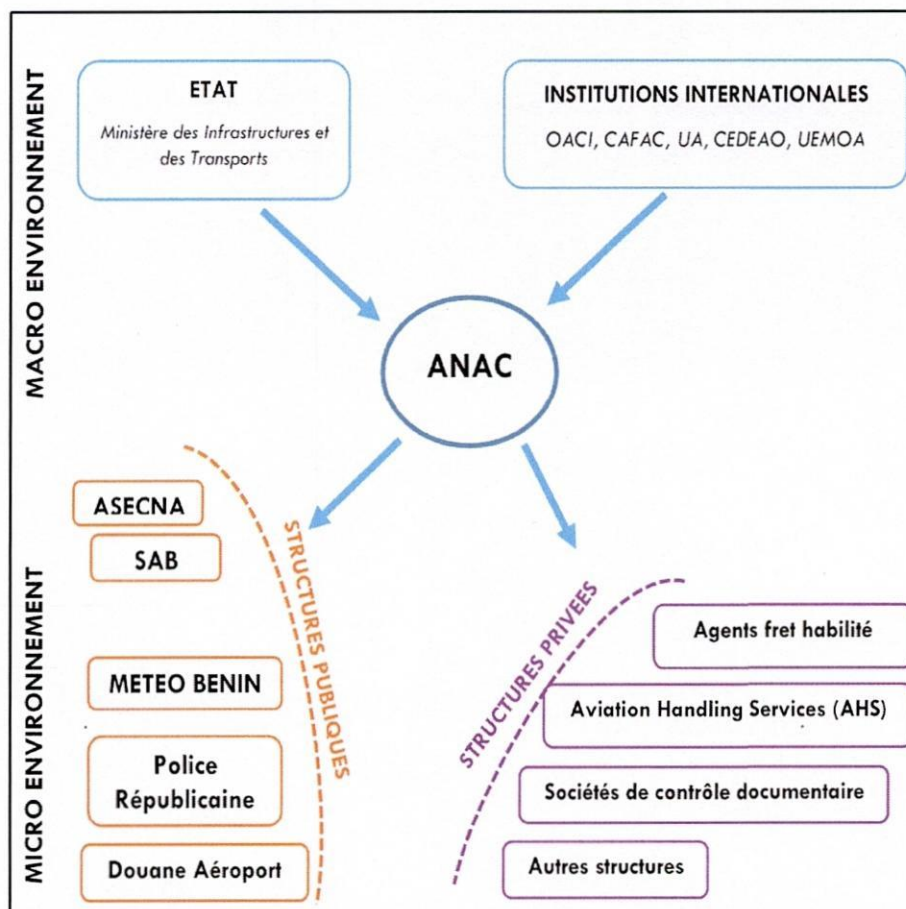 MACRO ENVIRONNEMENT
ETAT
Ministère des Infrastructures et
des Transports
INSTITUTIONS INTERNATIONALES
OACI, CAFAC, UA, CEDEAO, UEMOA
ANAC
MICRO ENVIRONNEMENT
ASECNA
SAB
METEO BENIN
Police
Républicaine
Douane Aéroport
STRUCTURES PUBLIQUES
STRUCTURES PRIVEES
Agents fret habilité
Aviation Handling Services (AHS)
Sociétés de contrôle documentaire
Autres structures